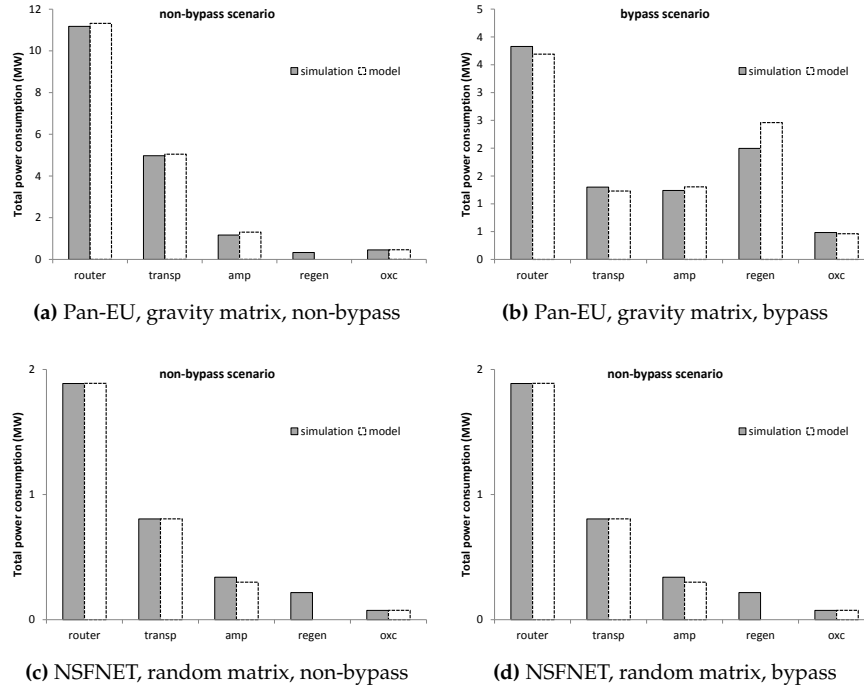 non-bypass scenario
Total power consumption (MW)
12
10
8
6
4
2
0
simulation
model
router
transp
amp
regen
oxc
(a) Pan-EU, gravity matrix, non-bypass
bypass scenario
Total power consumption (MW)
5
4
4
3
3
2
2
1
1
0
simulation
model
router
transp
amp
regen
oxc
(b) Pan-EU, gravity matrix, bypass
non-bypass scenario
Total power consumption (MW)
2
1
0
simulation
model
router
transp
amp
regen
oxc
(c) NSFNET, random matrix, non-bypass
non-bypass scenario
Total power consumption (MW)
2
1
0
simulation
model
router
transp
amp
regen
oxc
(d) NSFNET, random matrix, bypass